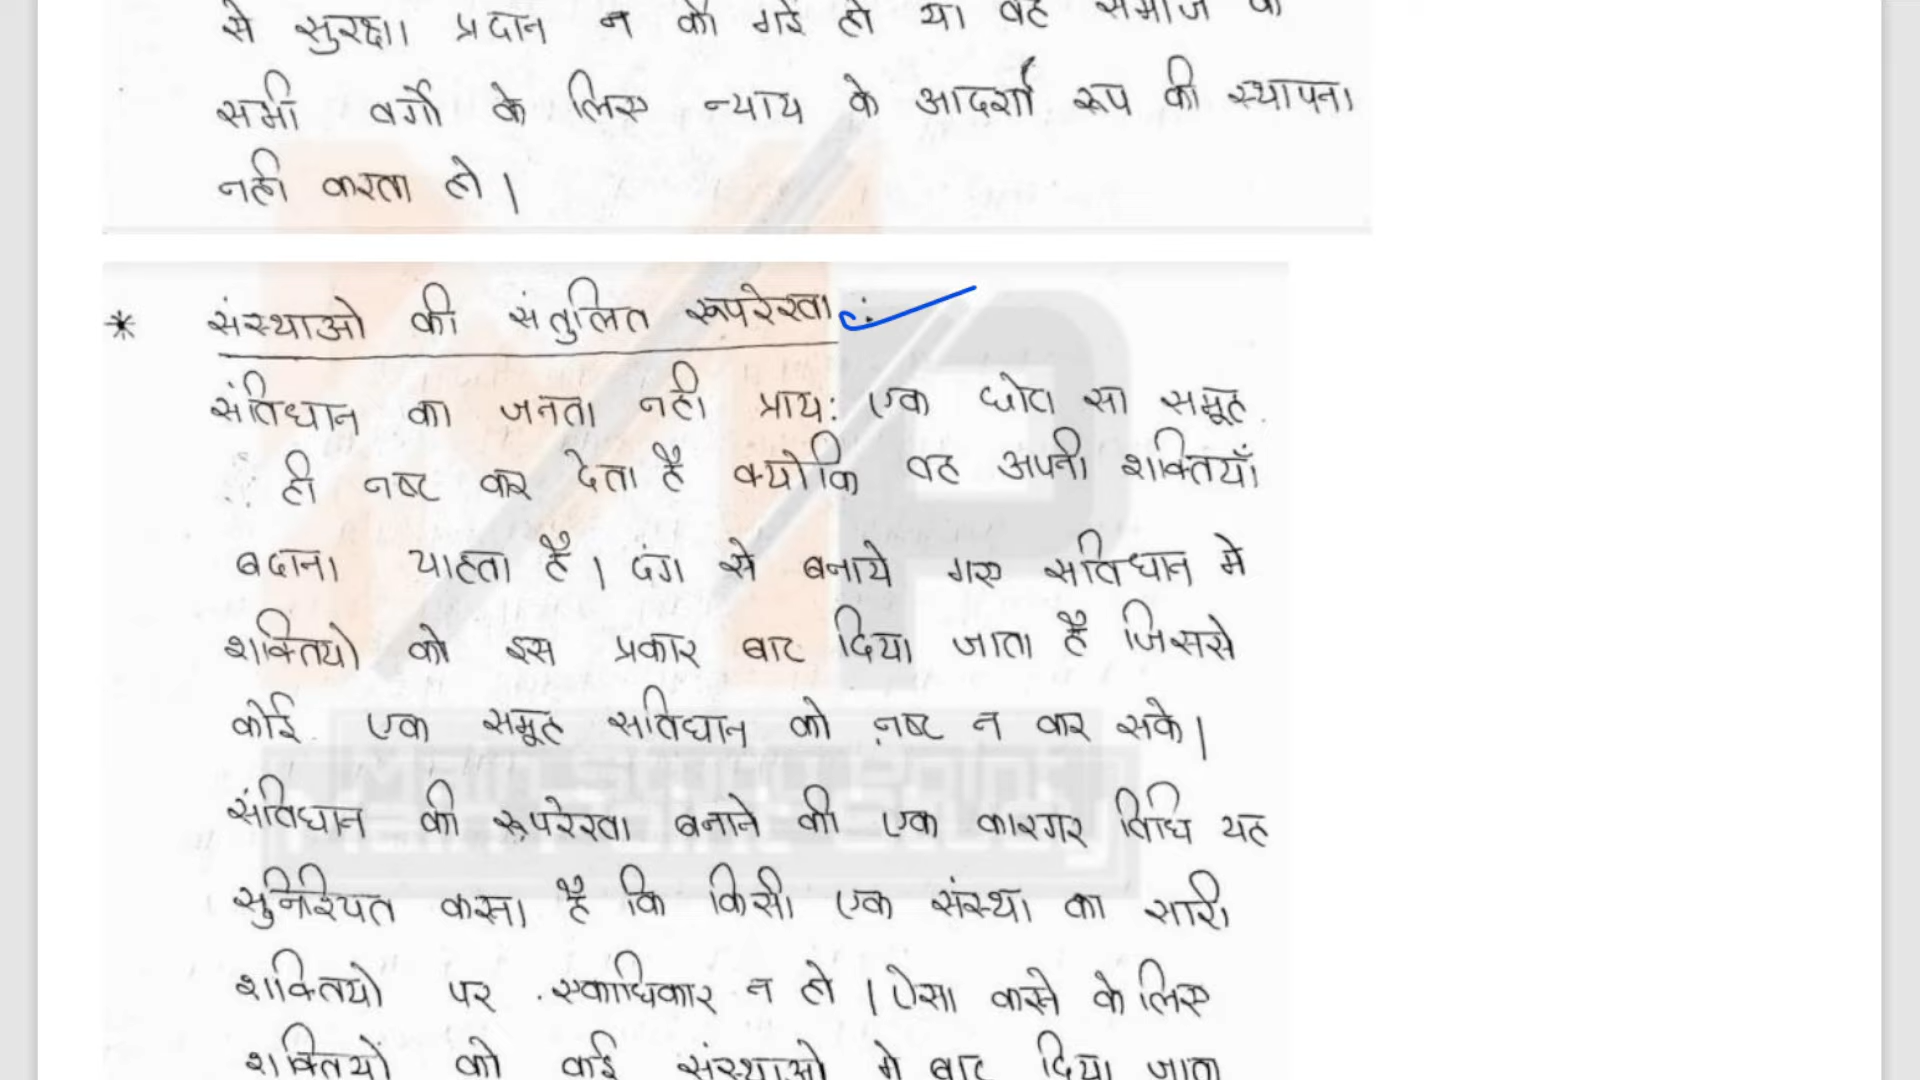 से सुरक्षा प्रदान न की गई हो या वह समाज के
सभी वर्गो के लिए न्याय के आदर्श रूप की स्थापना
नही करता हो |
* संस्थाओ की संतुलित रूपरेखा :
संविधान का जनता नही प्राय: एक छोटा सा समूह
ही नष्ट कर देता है क्योकि वह अपनी शक्तियाँ
बढाना चाहता है | ढंग से बनाये गए सविधान मे
शक्तियो को इस प्रकार बाट दिया जाता है जिससे
कोई एक समूह सविधान को नष्ट न कर सके |
संविधान की रूपरेखा बनाने की एक कारगर विधि यह
सुनिश्चित करना है कि किसी एक संस्था का सारी
शक्तियो पर एकाधिकार न हो | ऐसा करने के लिए
शक्तियों को कई संस्थाओ मे बाट दिया जाता